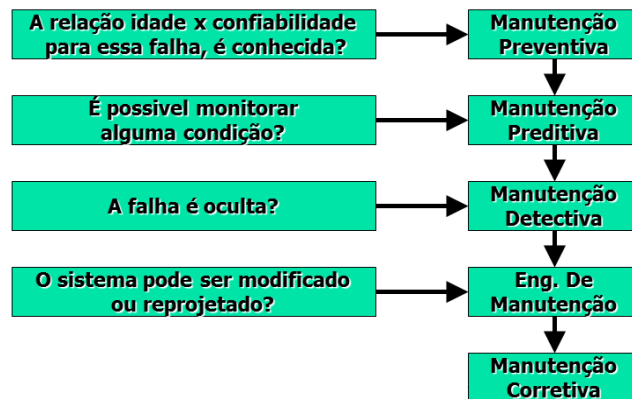 A relação idade x confiabilidade
para essa falha, é conhecida?
Manutenção
Preventiva
É possivel monitorar
alguma condição?
Manutenção
Preditiva
A falha é oculta?
Manutenção
Detectiva
O sistema pode ser modificado
ou reprojetado?
Eng. De
Manutenção
Manutenção
Corretiva